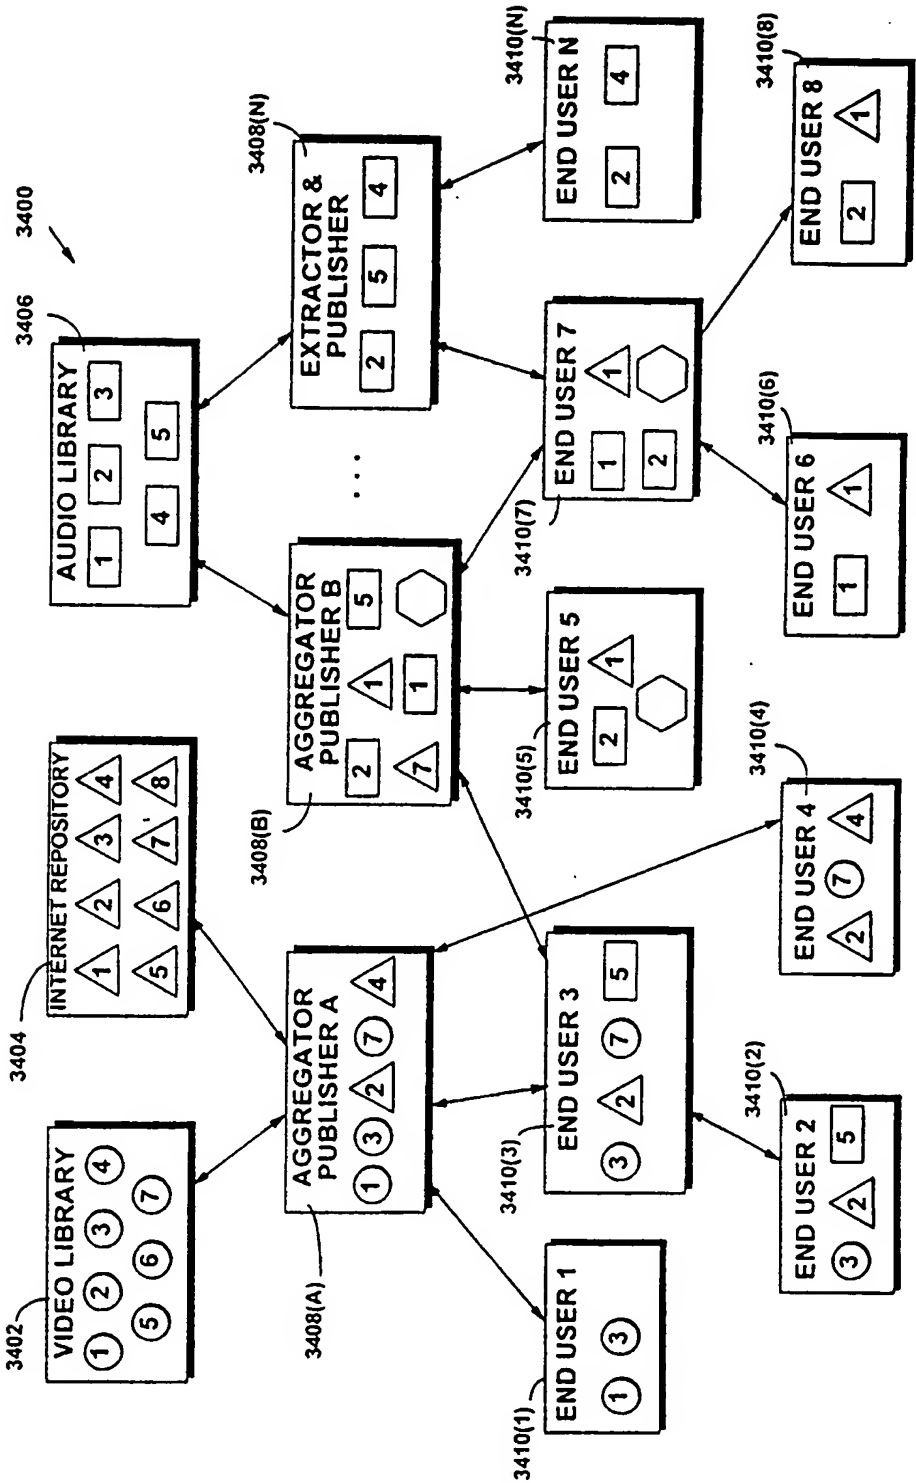 3400
3402
VIDEO LIBRARY
1 2 3 4
5 6 7
3404
INTERNET REPOSITORY
1 2 3 4
5 6 7 8
3406
AUDIO LIBRARY
1 2 3
4 5
3408(A)
AGGREGATOR
PUBLISHER A
1 3 2 7 4
3408(B)
AGGREGATOR
PUBLISHER B
2 1 5
7 1
. . .
3408(N)
EXTRACTOR &
PUBLISHER
2 5 4
3410(1)
END USER 1
1 3
3410(3)
END USER 3
3 2 7 5
3410(5)
END USER 5
2 1
3410(7)
END USER 7
1 1
2
3410(N)
END USER N
2 4
3410(2)
END USER 2
3 2 5
3410(4)
END USER 4
2 7 4
3410(6)
END USER 6
1 1
3410(8)
END USER 8
2 1